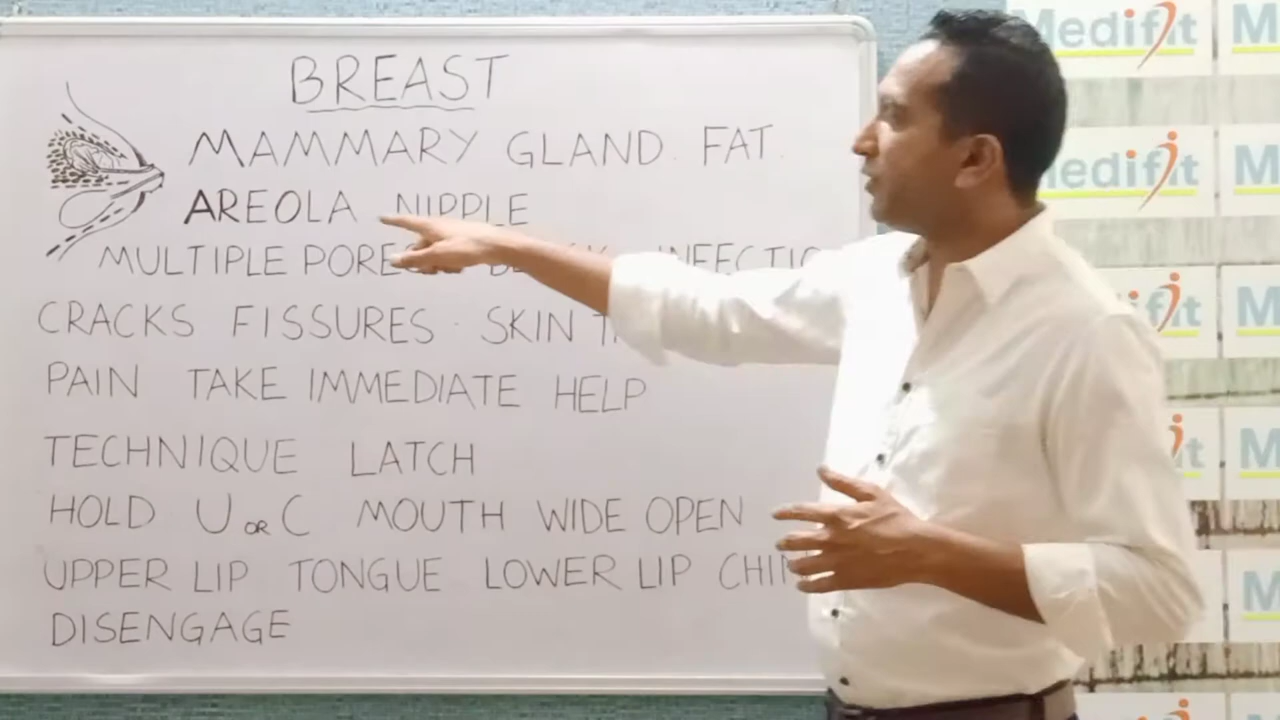 BREAST
MAMMARY GLAND FAT
AREOLA NIPPLE
MULTIPLE
CRACKS FISSURES SKIN
PAIN TAKE IMMEDIATE HELP
TECHNIQUE LATCH
HOLD U OR C MOUTH WIDE OPEN
UPPER LIP TONGUE LOWER LIP
DISENGAGE
Medifit
Medifit